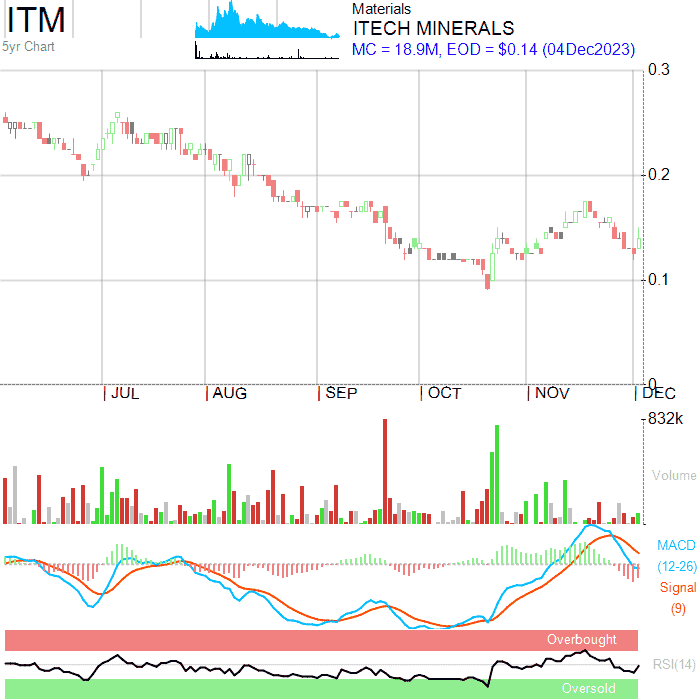 ITM
5yr Chart
Materials
ITECH MINERALS
MC = 18.9M, EOD = $0.14 (04Dec2023)
0.3
0.2
0.1
0
JUL AUG SEP OCT NOV DEC
832k
Volume
MACD
(12-26)
Signal
(9)
Overbought
RSI(14)
Oversold